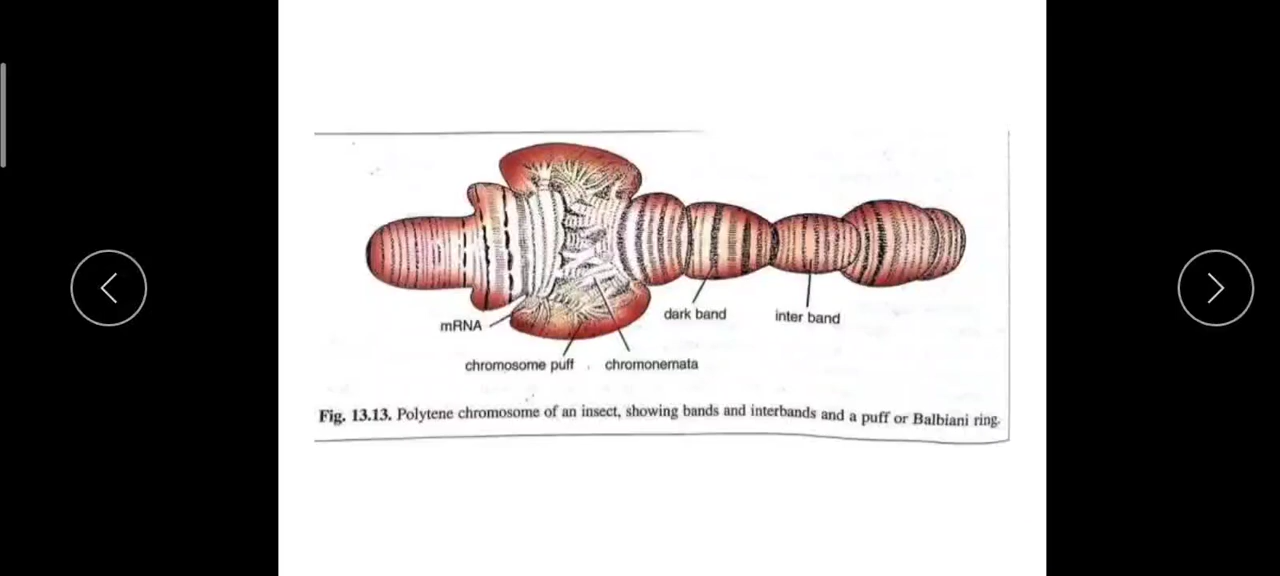 mRNA
dark band
inter band
chromosome puff
chromonemata
Fig. 13.13. Polytene chromosome of an insect, showing bands and interbands and a puff or Balbiani ring.